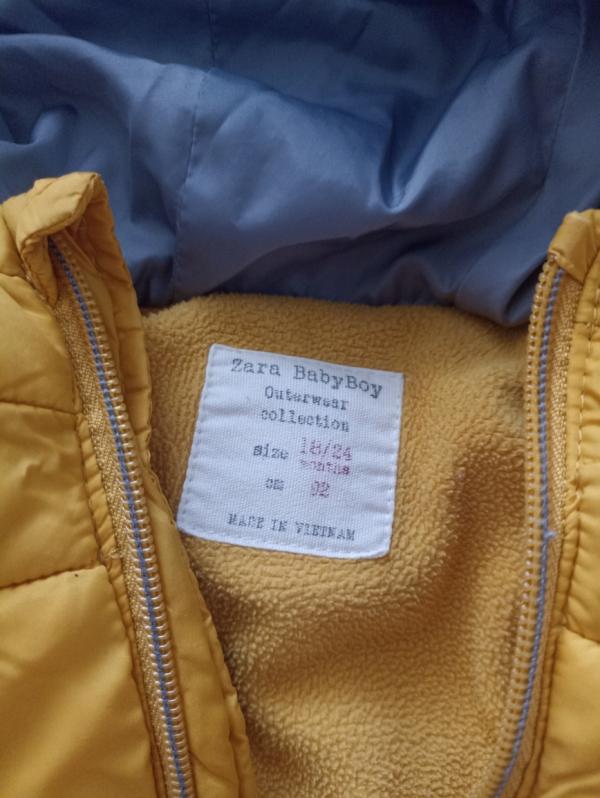 Zara BabyBoy
Outerwear
collection
size 18/24
months
cm 92
MADE IN VIETNAM